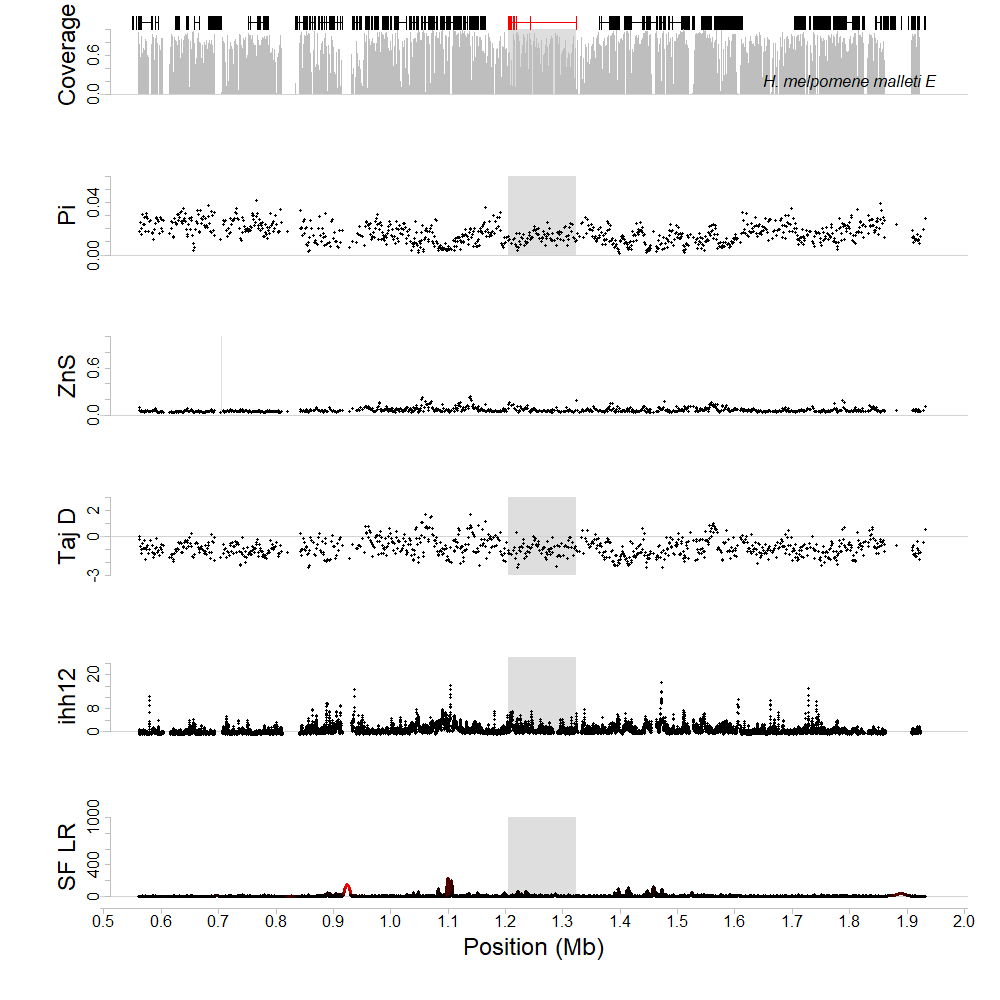 Coverage
0.6
0.0
H. melpomene malleti E
Pi
0.04
0.00
ZnS
0.6
0.0
Taj D
2
0
-3
ihh12
20
8
0
SF LR
1000
400
0
0.5 0.6 0.7 0.8 0.9 1.0 1.1 1.2 1.3 1.4 1.5 1.6 1.7 1.8 1.9 2.0
Position (Mb)